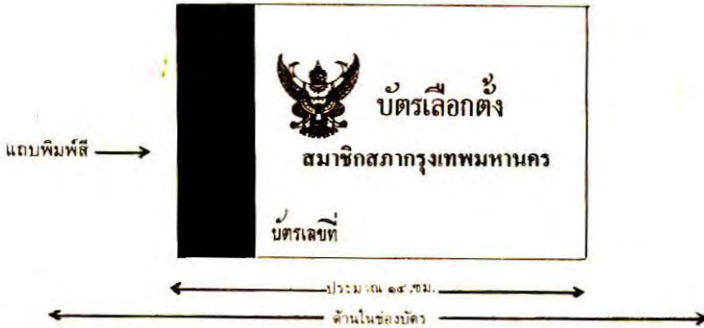 บัตรเลือกตั้ง
แถบพิมพ์สี
สมาชิกสภากรุงเทพมหานคร
บัตรเลขที่
ประมาณ ๑๔ ซม.
ด้านในช่องบัตร